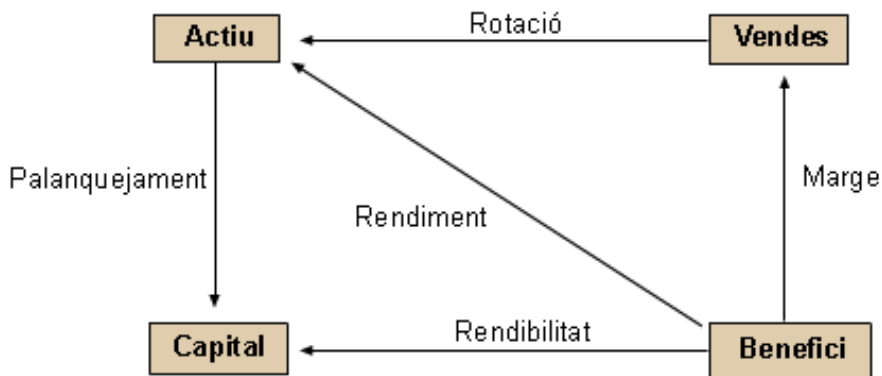 Actiu
Rotació
Vendes
Palanquejament
Marge
Rendiment
Capital
Rendibilitat
Benefici